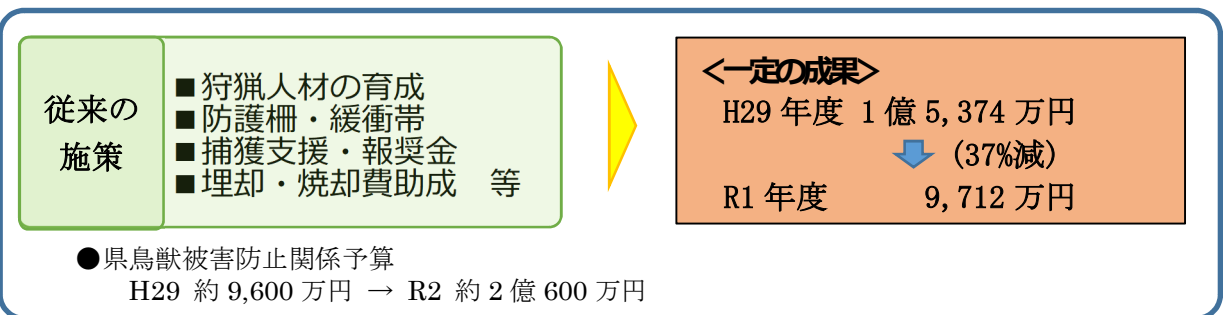 従来の
施策
■狩猟人材の育成
■防護柵・緩衝帯
■捕獲支援・報奨金
■埋却・焼却費助成　等
<一定の成果>
H29 年度 1 億 5,374 万円
(37%減)
R1 年度 9,712 万円
●県鳥獣被害防止関係予算
H29 約 9,600 万円 → R2 約 2 億 600 万円